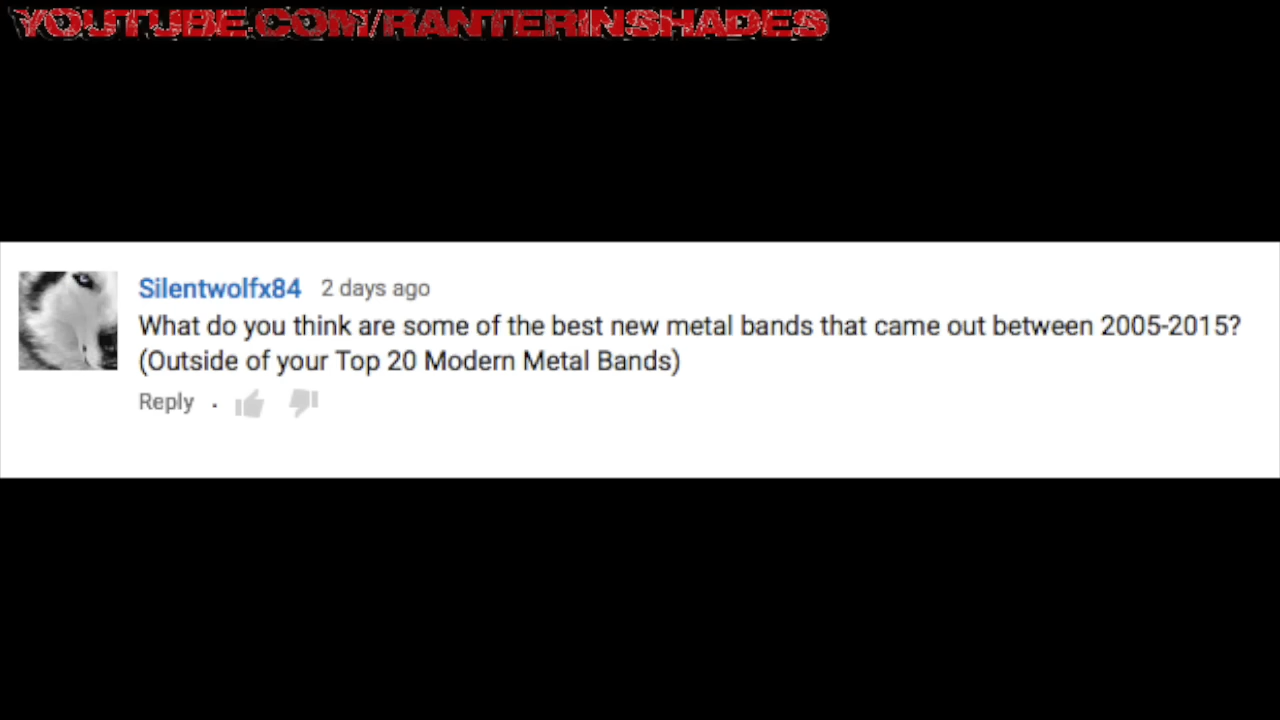 YOUTUBE.COM/RANTERINSHADES
Silentwolfx84 2 days ago
What do you think are some of the best new metal bands that came out between 2005-2015?
(Outside of your Top 20 Modern Metal Bands)
Reply .